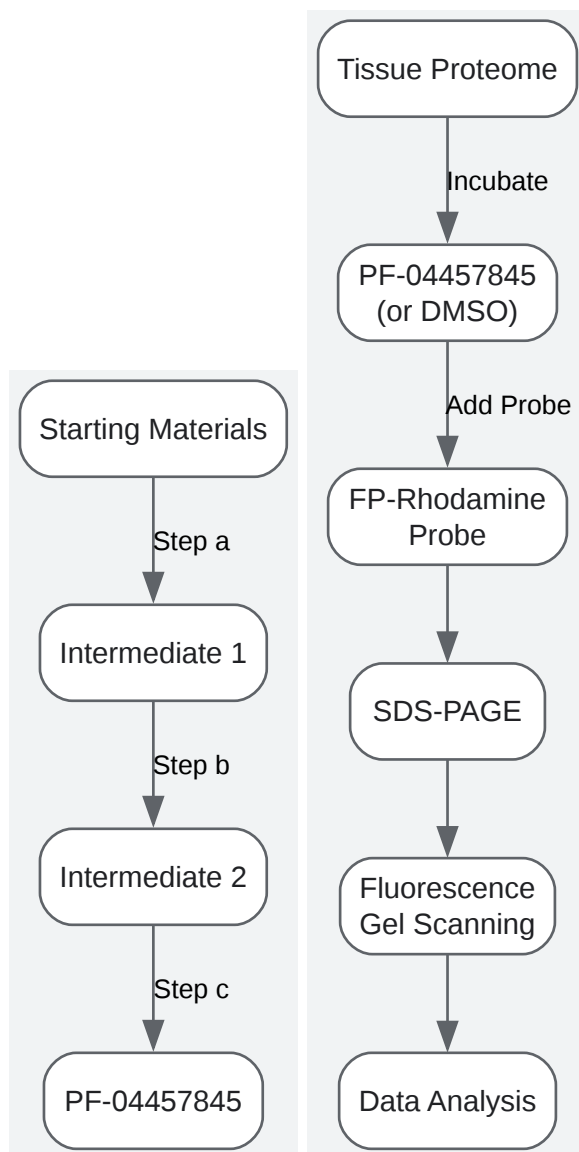 Starting Materials
Step a
Intermediate 1
Step b
Intermediate 2
Step c
PF-04457845
Tissue Proteome
Incubate
PF-04457845
(or DMSO)
Add Probe
FP-Rhodamine
Probe
SDS-PAGE
Fluorescence
Gel Scanning
Data Analysis